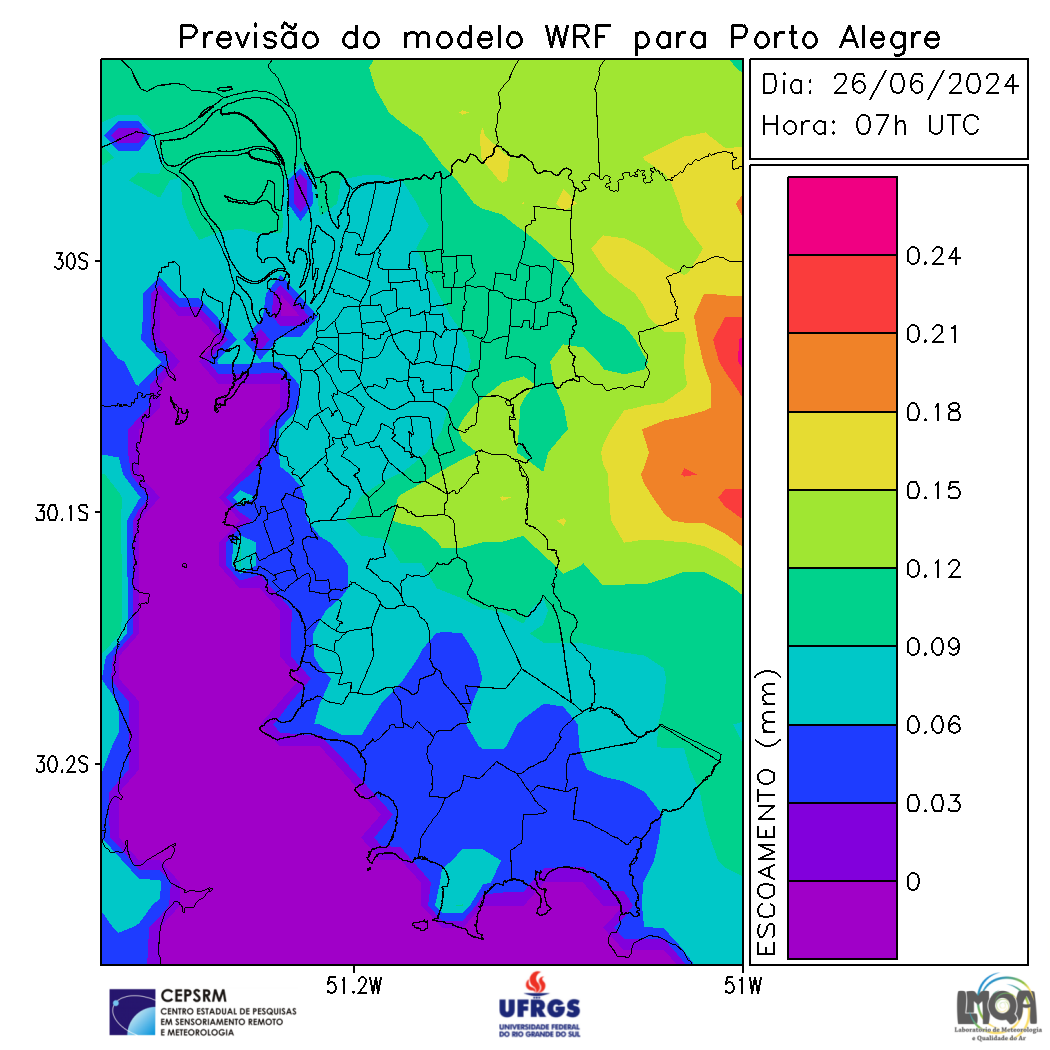 Previsão do modelo WRF para Porto Alegre
Dia: 26/06/2024
Hora: 07h UTC
30S
30.1S
30.2S
51.2W
51W
ESCOAMENTO (mm)
0.24
0.21
0.18
0.15
0.12
0.09
0.06
0.03
0
CEPSRM
CENTRO ESTADUAL DE PESQUISAS
EM SENSORIAMENTO REMOTO
E METEOROLOGIA
UFRGS
UNIVERSIDADE FEDERAL
DO RIO GRANDE DO SUL
LMQA
Laboratório de Meteorologia
e Qualidade do Ar